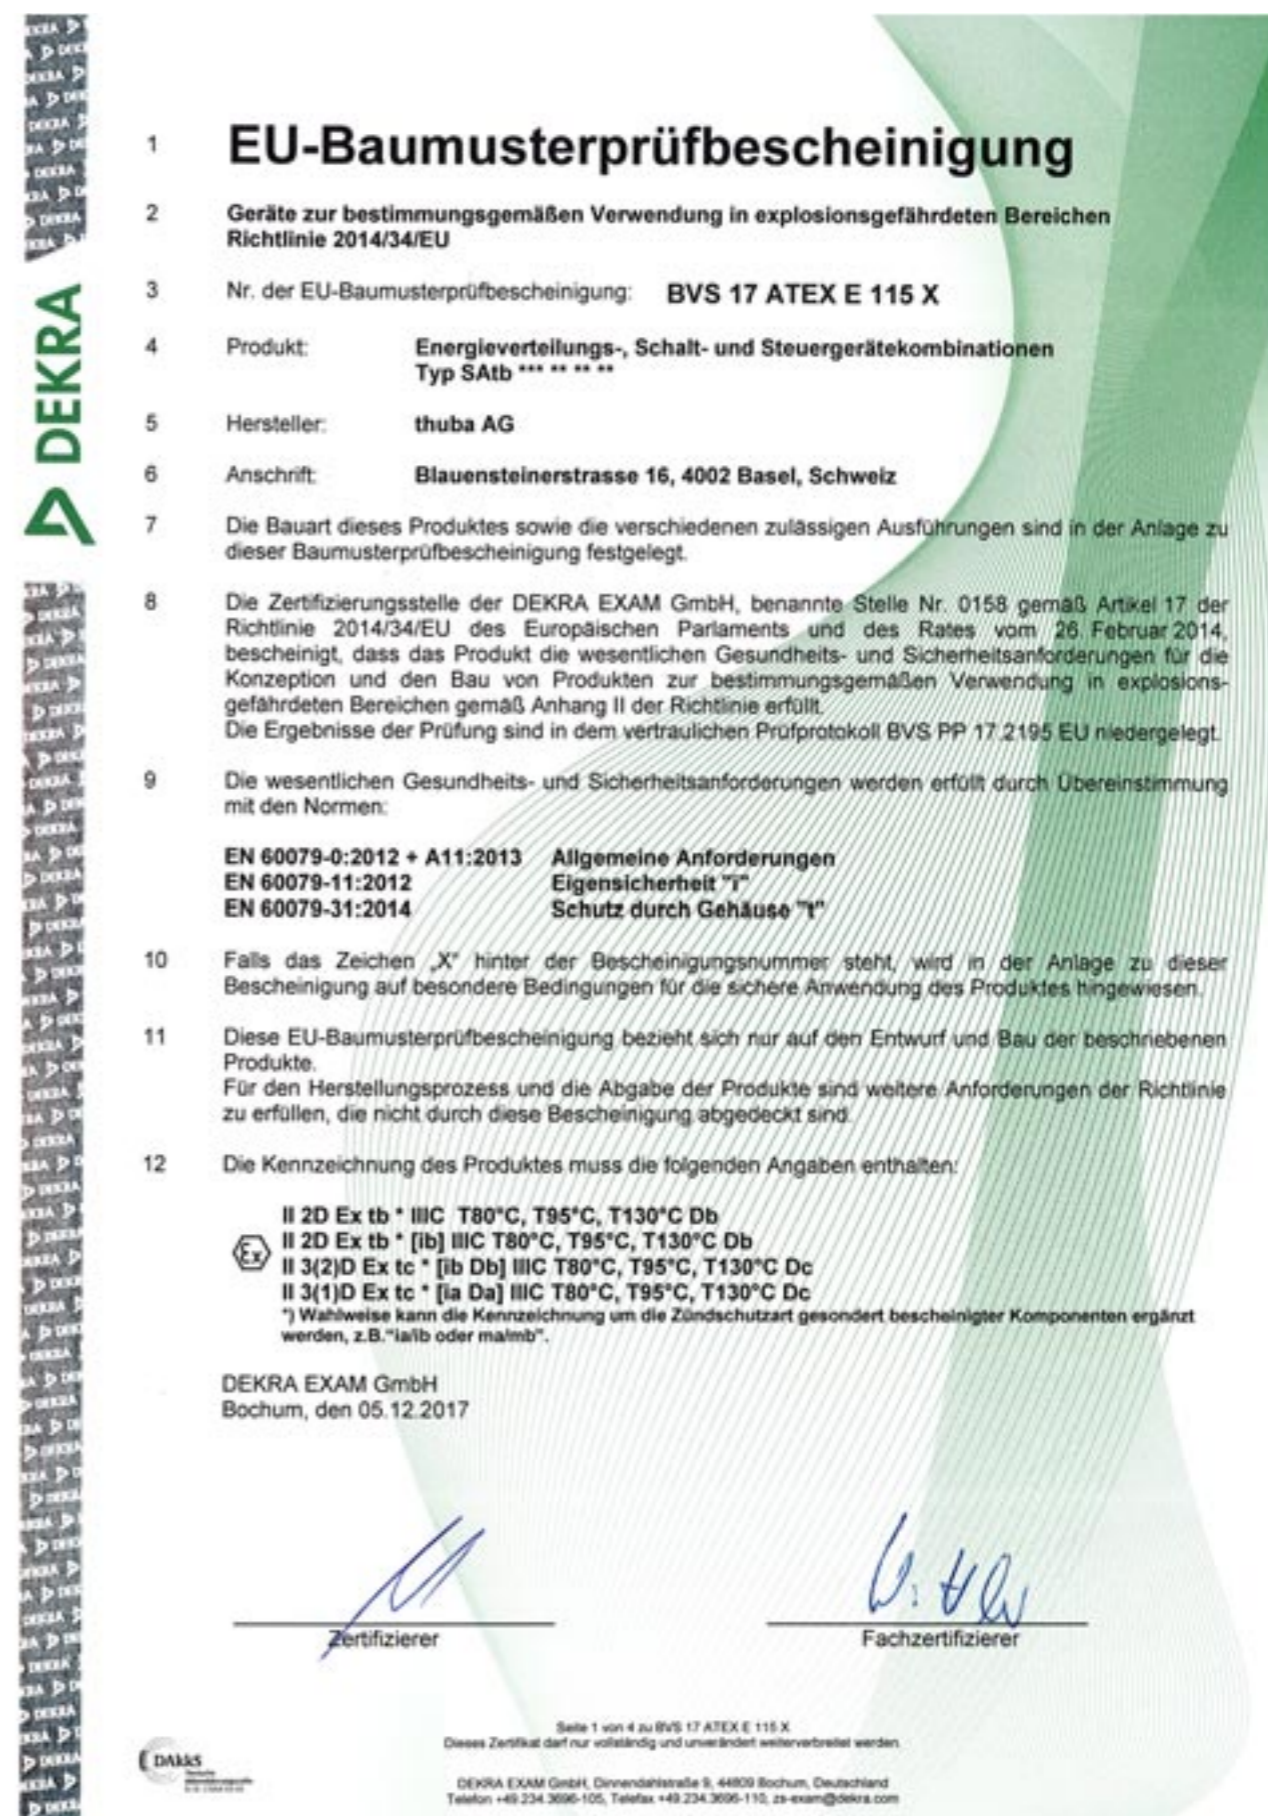 DEKRA
1 EU-Baumusterprüfbescheinigung
2 Geräte zur bestimmungsgemäßen Verwendung in explosionsgefährdeten Bereichen
Richtlinie 2014/34/EU
3 Nr. der EU-Baumusterprüfbescheinigung: BVS 17 ATEX E 115 X
4 Produkt: Energieverteilungs-, Schalt- und Steuergerätekombinationen
Typ SAtb *** ** ** **
5 Hersteller: thuba AG
6 Anschrift: Blauensteinerstrasse 16, 4002 Basel, Schweiz
7 Die Bauart dieses Produktes sowie die verschiedenen zulässigen Ausführungen sind in der Anlage zu
dieser Baumusterprüfbescheinigung festgelegt.
8 Die Zertifizierungsstelle der DEKRA EXAM GmbH, benannte Stelle Nr. 0158 gemäß Artikel 17 der
Richtlinie 2014/34/EU des Europäischen Parlaments und des Rates vom 26. Februar 2014,
bescheinigt, dass das Produkt die wesentlichen Gesundheits- und Sicherheitsanforderungen für die
Konzeption und den Bau von Produkten zur bestimmungsgemäßen Verwendung in explosions-
gefährdeten Bereichen gemäß Anhang II der Richtlinie erfüllt.
Die Ergebnisse der Prüfung sind in dem vertraulichen Prüfprotokoll BVS PP 17.2195 EU niedergelegt.
9 Die wesentlichen Gesundheits- und Sicherheitsanforderungen werden erfüllt durch Übereinstimmung
mit den Normen:
EN 60079-0:2012 + A11:2013 Allgemeine Anforderungen
EN 60079-11:2012 Eigensicherheit "i"
EN 60079-31:2014 Schutz durch Gehäuse "t"
10 Falls das Zeichen „X" hinter der Bescheinigungsnummer steht, wird in der Anlage zu dieser
Bescheinigung auf besondere Bedingungen für die sichere Anwendung des Produktes hingewiesen.
11 Diese EU-Baumusterprüfbescheinigung bezieht sich nur auf den Entwurf und Bau der beschriebenen
Produkte.
Für den Herstellungsprozess und die Abgabe der Produkte sind weitere Anforderungen der Richtlinie
zu erfüllen, die nicht durch diese Bescheinigung abgedeckt sind.
12 Die Kennzeichnung des Produktes muss die folgenden Angaben enthalten:
II 2D Ex tb * IIIC T80°C, T95°C, T130°C Db
Ex II 2D Ex tb * [ib] IIIC T80°C, T95°C, T130°C Db
II 3(2)D Ex tc * [ib Db] IIIC T80°C, T95°C, T130°C Dc
II 3(1)D Ex tc * [ia Da] IIIC T80°C, T95°C, T130°C Dc
*) Wahlweise kann die Kennzeichnung um die Zündschutzart gesondert bescheinigter Komponenten ergänzt
werden, z.B."ia/ib oder ma/mb".
DEKRA EXAM GmbH
Bochum, den 05.12.2017
Zertifizierer Fachzertifizierer
Seite 1 von 4 zu BVS 17 ATEX E 115 X
Dieses Zertifikat darf nur vollständig und unverändert weiterverbreitet werden.
DAkkS
DEKRA EXAM GmbH, Dinnendahlstraße 9, 44809 Bochum, Deutschland
Telefon +49.234.3696-105, Telefax +49.234.3696-110, zs-exam@dekra.com